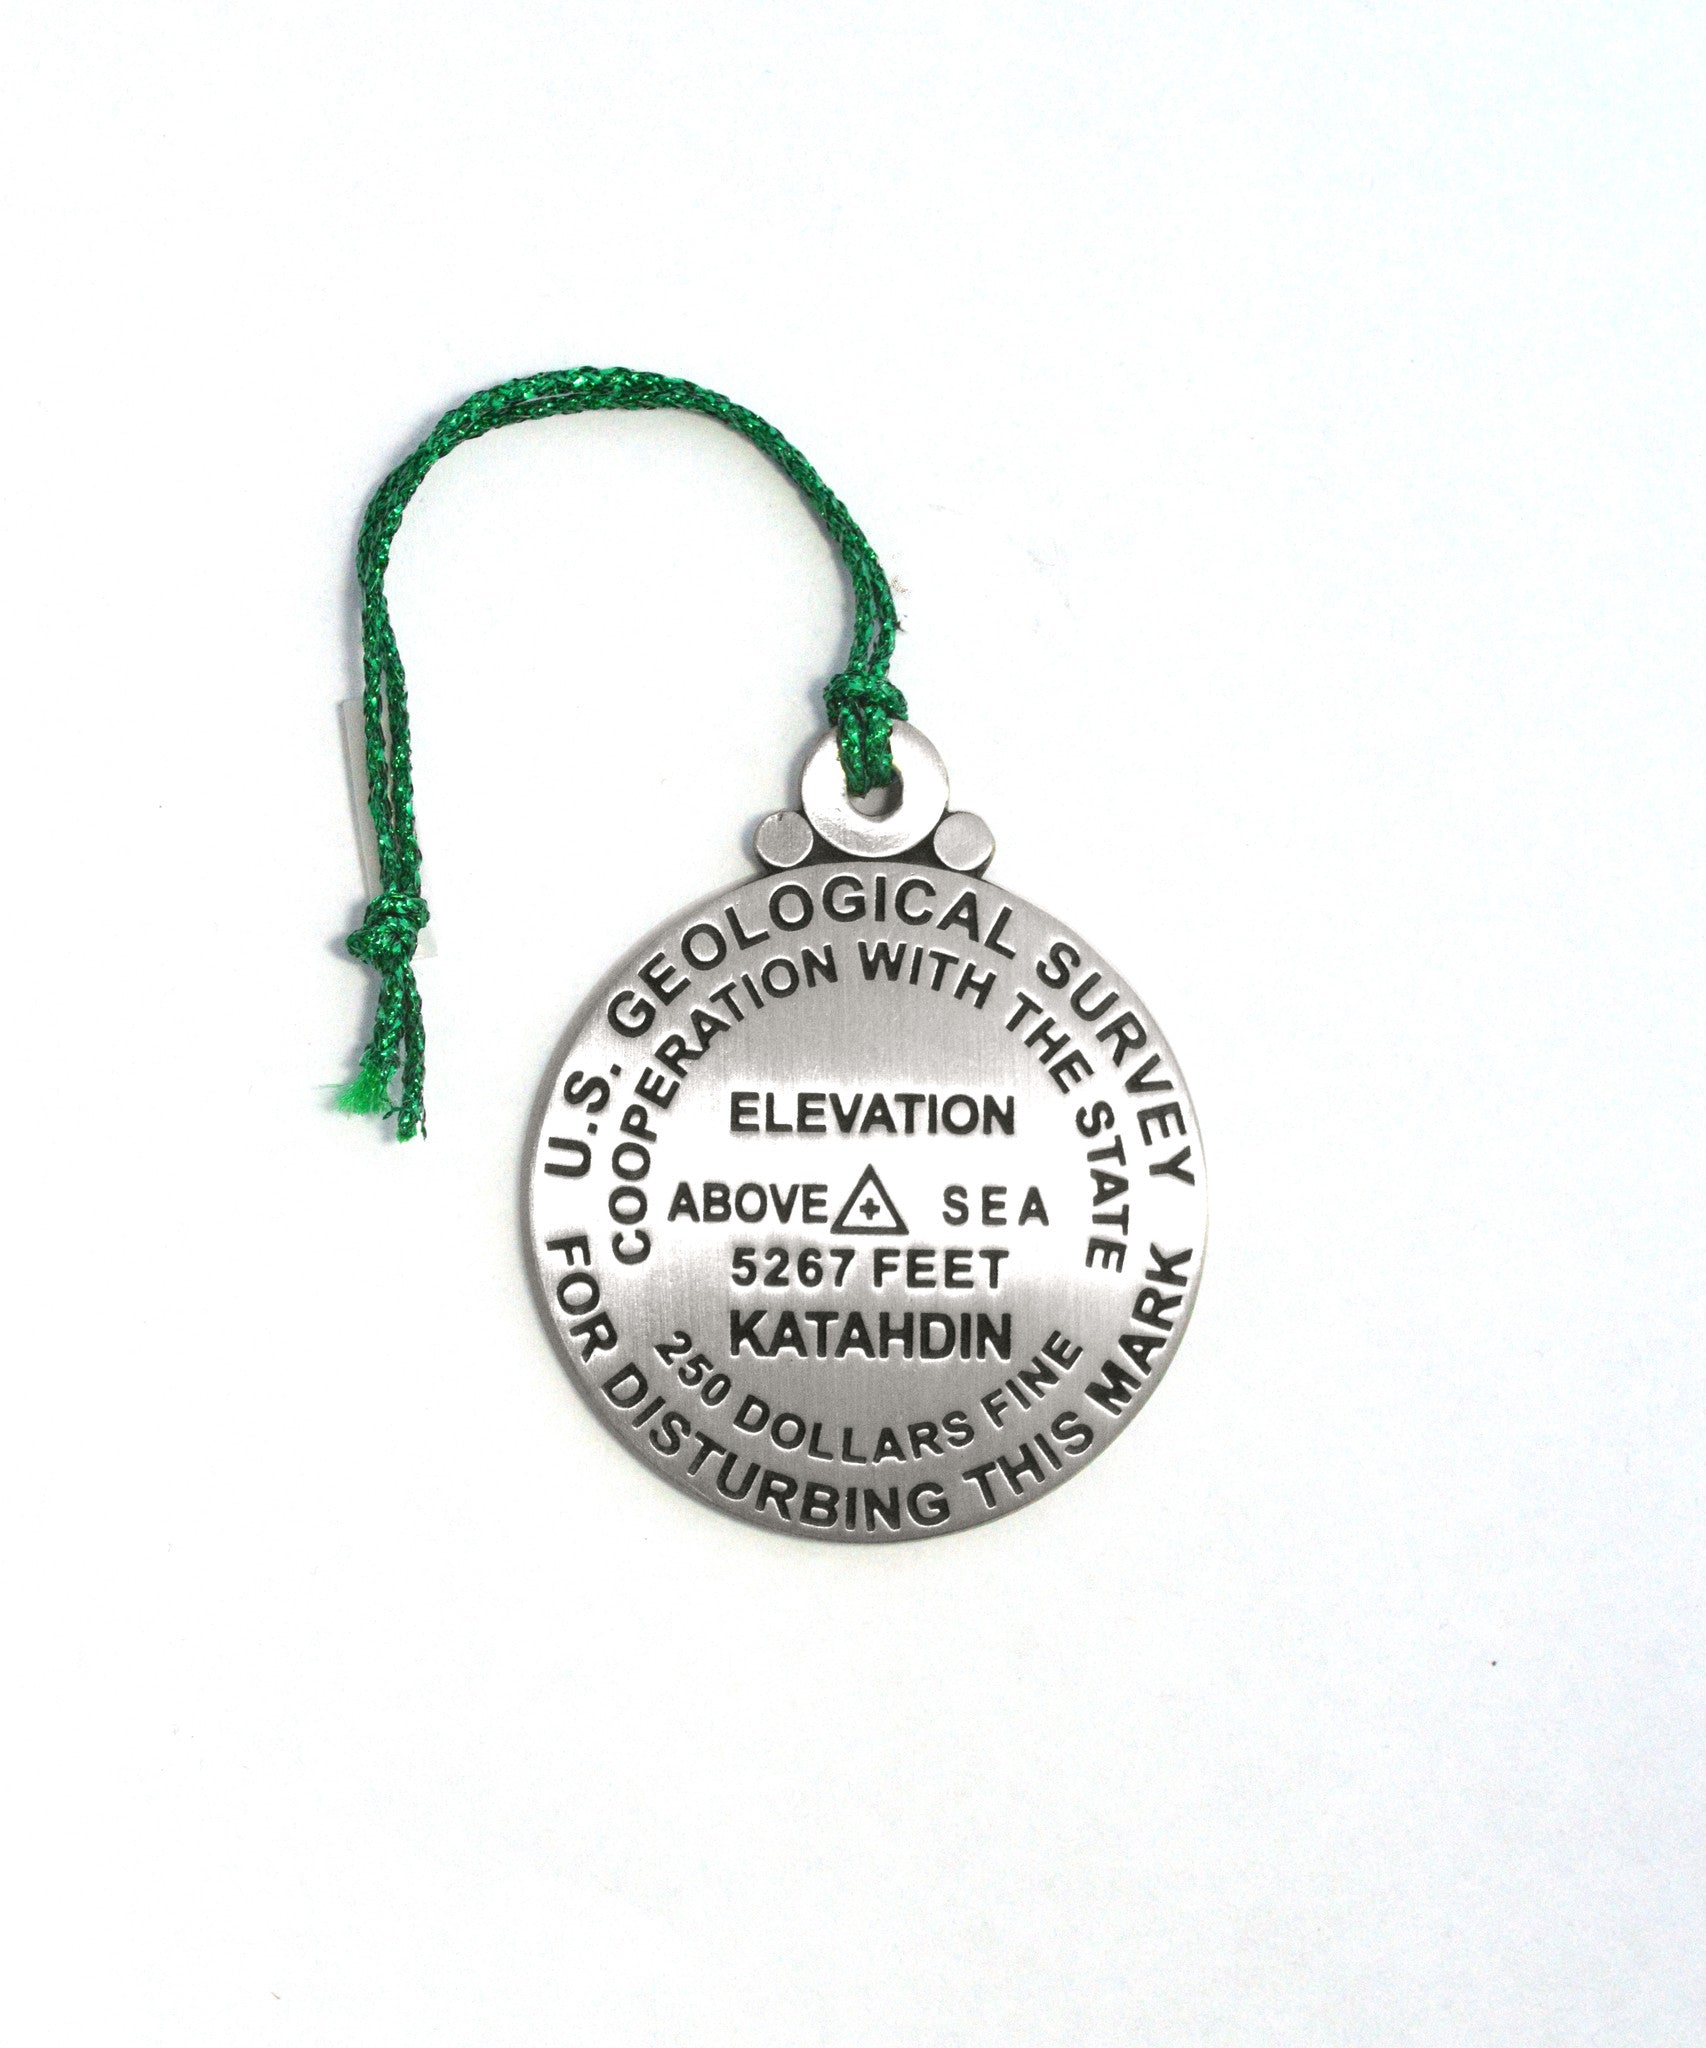 U.S. GEOLOGICAL SURVEY
COOPERATION WITH THE STATE
ELEVATION
ABOVE SEA
5267 FEET
KATAHDIN
250 DOLLARS FINE
FOR DISTURBING THIS MARK